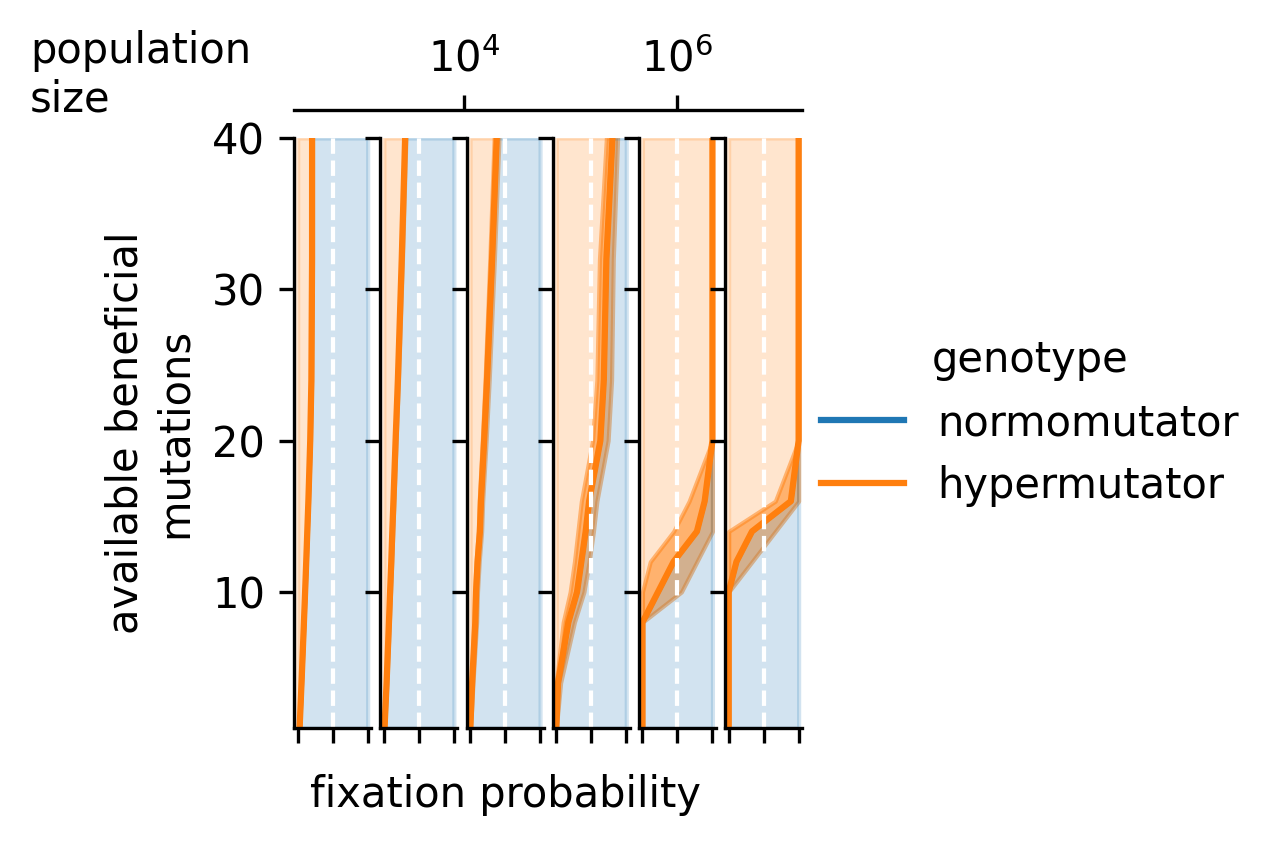 population
size
10⁴
10⁶
40
30
20
10
available beneficial
mutations
fixation probability
genotype
normomutator
hypermutator